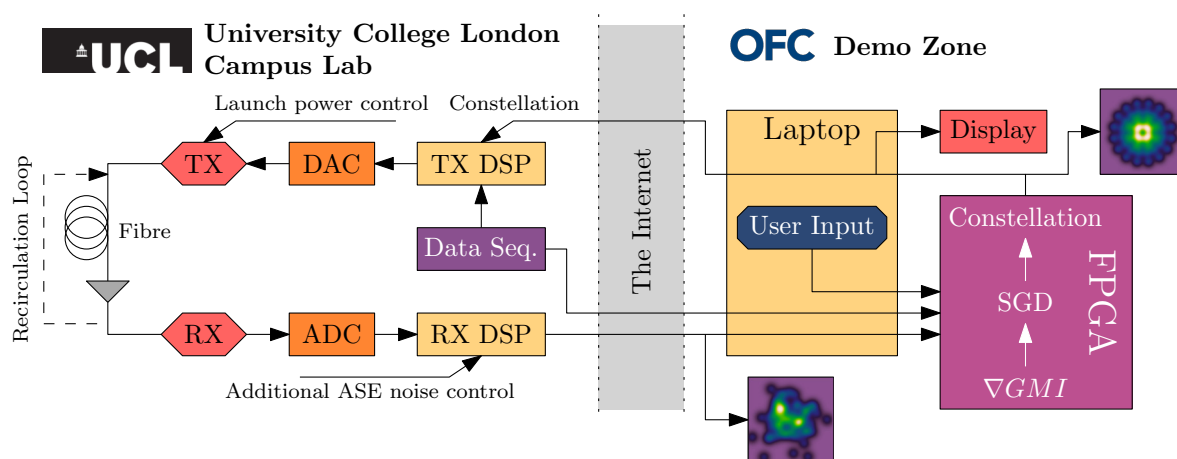 UCL
University College London
Campus Lab
OFC
Demo Zone
Launch power control
Constellation
TX
DAC
TX DSP
Laptop
Display
Recirculation Loop
Fibre
Data Seq.
The Internet
User Input
Constellation
SGD
∇GMI
FPGA
RX
ADC
RX DSP
Additional ASE noise control